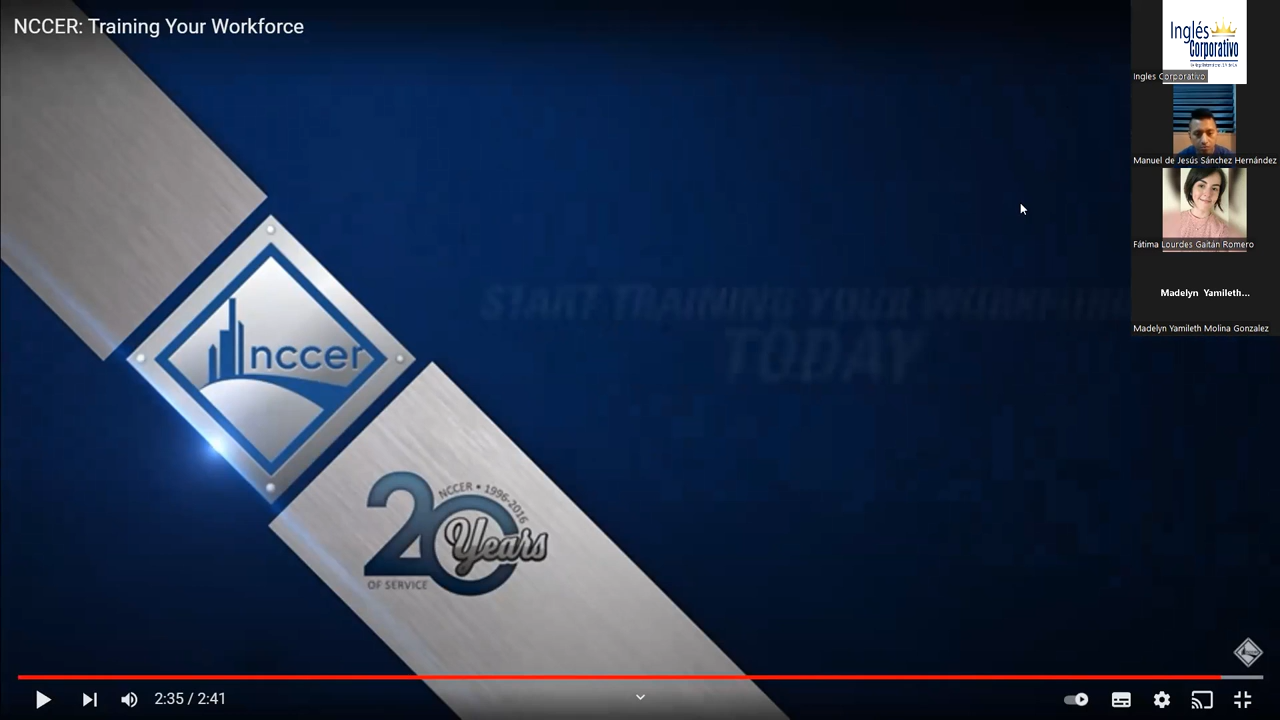 NCCER: Training Your Workforce
Inglés
Corporativo
Ingles Corporativo
Manuel de Jesús Sánchez Hernández
Fátima Lourdes Gaitán Romero
Madelyn Yamileth...
Madelyn Yamileth Molina Gonzalez
START TRAINING YOUR
TODAY
nccer
20
NCCER • 1996-2016
Years
OF SERVICE
2:35 / 2:41